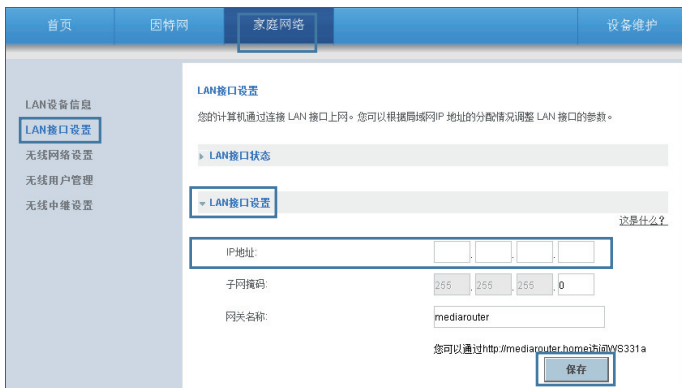 首页 因特网 家庭网络 设备维护
LAN设备信息
LAN接口设置
无线网络设置
无线用户管理
无线中继设置
LAN接口设置
您的计算机通过连接 LAN 接口上网。您可以根据局域网IP 地址的分配情况调整 LAN 接口的参数。
LAN接口状态
LAN接口设置
这是什么?
IP地址: . . .
子网掩码: 255 . 255 . 255 . 0
网关名称: mediarouter
您可以通过http://mediarouter.home访问WS331a
保存